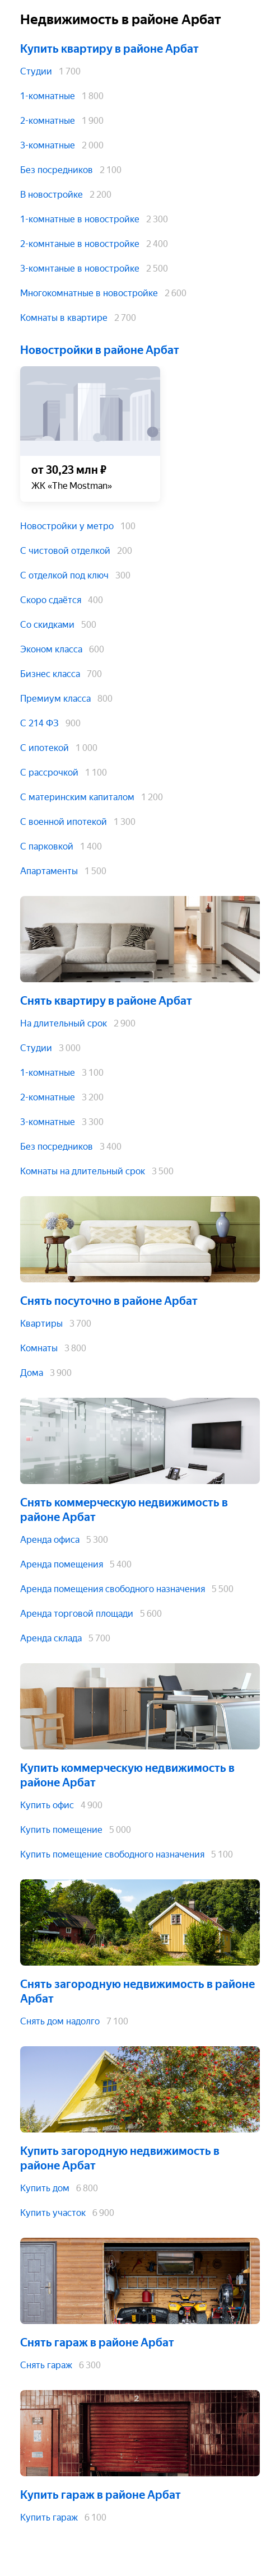 Недвижимость в районе Арбат
Купить квартиру в районе Арбат
Студии 1 700
1-комнатные 1 800
2-комнатные 1 900
3-комнатные 2 000
Без посредников 2 100
В новостройке 2 200
1-комнатные в новостройке 2 300
2-комнтаные в новостройке 2 400
3-комнтаные в новостройке 2 500
Многокомнатные в новостройке 2 600
Комнаты в квартире 2 700
Новостройки в районе Арбат
от 30,23 млн ₽
ЖК «The Mostman»
Новостройки у метро 100
С чистовой отделкой 200
С отделкой под ключ 300
Скоро сдаётся 400
Со скидками 500
Эконом класса 600
Бизнес класса 700
Премиум класса 800
С 214 ФЗ 900
С ипотекой 1 000
С рассрочкой 1 100
С материнским капиталом 1 200
С военной ипотекой 1 300
С парковкой 1 400
Апартаменты 1 500
Снять квартиру в районе Арбат
На длительный срок 2 900
Студии 3 000
1-комнатные 3 100
2-комнатные 3 200
3-комнатные 3 300
Без посредников 3 400
Комнаты на длительный срок 3 500
Снять посуточно в районе Арбат
Квартиры 3 700
Комнаты 3 800
Дома 3 900
Снять коммерческую недвижимость в
районе Арбат
Аренда офиса 5 300
Аренда помещения 5 400
Аренда помещения свободного назначения 5 500
Аренда торговой площади 5 600
Аренда склада 5 700
Купить коммерческую недвижимость в
районе Арбат
Купить офис 4 900
Купить помещение 5 000
Купить помещение свободного назначения 5 100
Снять загородную недвижимость в районе
Арбат
Снять дом надолго 7 100
Купить загородную недвижимость в
районе Арбат
Купить дом 6 800
Купить участок 6 900
Снять гараж в районе Арбат
Снять гараж 6 300
2
Купить гараж в районе Арбат
Купить гараж 6 100